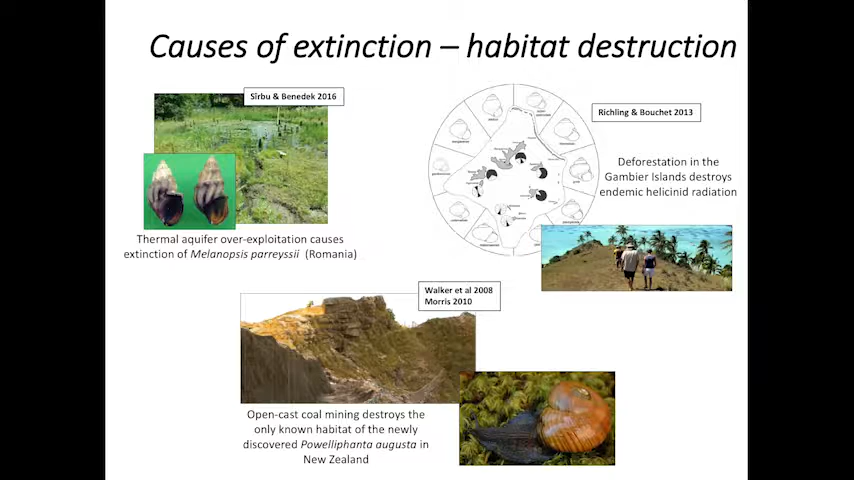 Causes of extinction – habitat destruction
Sîrbu & Benedek 2016
Thermal aquifer over-exploitation causes
extinction of Melanopsis parreyssii (Romania)
Richling & Bouchet 2013
Deforestation in the
Gambier Islands destroys
endemic helicinid radiation
Walker et al 2008
Morris 2010
Open-cast coal mining destroys the
only known habitat of the newly
discovered Powelliphanta augusta in
New Zealand